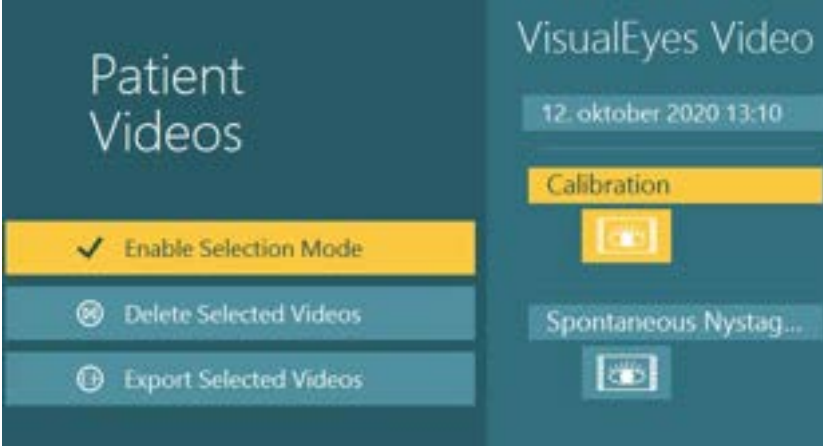 Patient
Videos
Enable Selection Mode
Delete Selected Videos
Export Selected Videos
VisualEyes Video
12. oktober 2020 13:10
Calibration
Spontaneous Nystag...